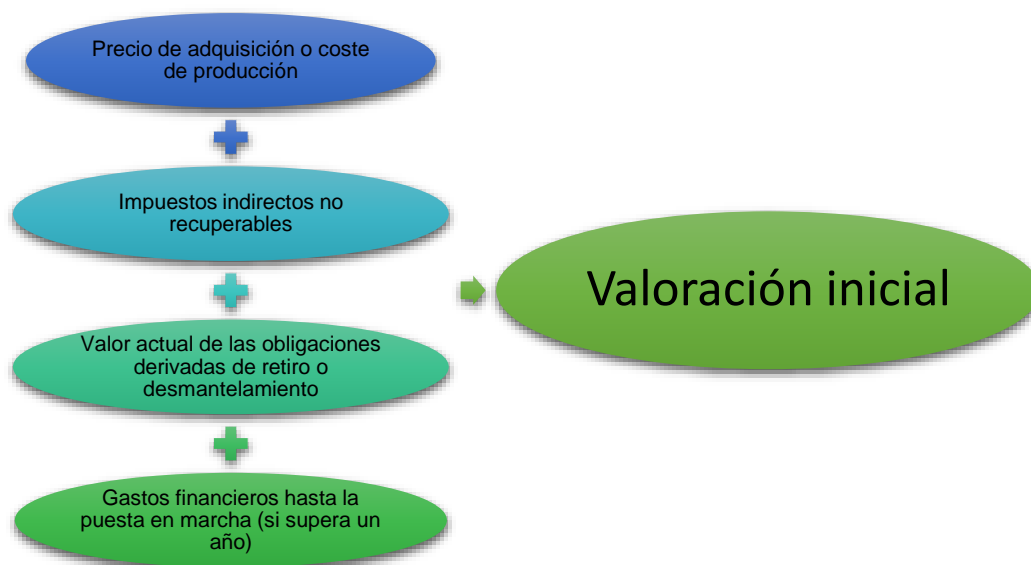 Precio de adquisición o coste
de producción
Impuestos indirectos no
recuperables
Valor actual de las obligaciones
derivadas de retiro o
desmantelamiento
Gastos financieros hasta la
puesta en marcha (si supera un
año)
Valoración inicial